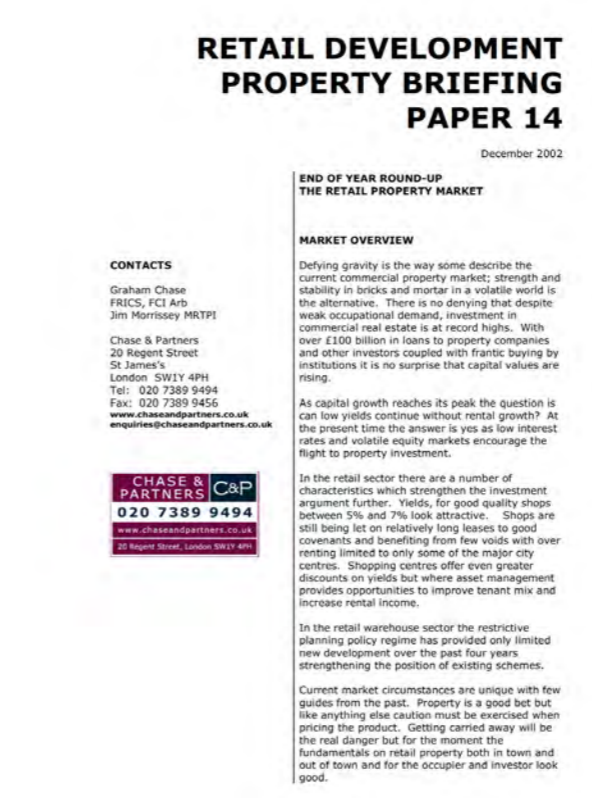 RETAIL DEVELOPMENT
PROPERTY BRIEFING
PAPER 14
December 2002
END OF YEAR ROUND-UP
THE RETAIL PROPERTY MARKET
MARKET OVERVIEW
CONTACTS
Graham Chase
FRICS, FCI Arb
Jim Morrissey MRTPI
Chase & Partners
20 Regent Street
St James's
London SW1Y 4PH
Tel: 020 7389 9494
Fax: 020 7389 9456
www.chaseandpartners.co.uk
enquiries@chaseandpartners.co.uk
CHASE &
PARTNERS C&P
020 7389 9494
www.chaseandpartners.co.uk
20 Regent Street, London SW1Y 4PH
Defying gravity is the way some describe the
current commercial property market; strength and
stability in bricks and mortar in a volatile world is
the alternative. There is no denying that despite
weak occupational demand, investment in
commercial real estate is at record highs. With
over £100 billion in loans to property companies
and other investors coupled with frantic buying by
institutions it is no surprise that capital values are
rising.
As capital growth reaches its peak the question is
can low yields continue without rental growth? At
the present time the answer is yes as low interest
rates and volatile equity markets encourage the
flight to property investment.
In the retail sector there are a number of
characteristics which strengthen the investment
argument further. Yields, for good quality shops
between 5% and 7% look attractive. Shops are
still being let on relatively long leases to good
covenants and benefiting from few voids with over
renting limited to only some of the major city
centres. Shopping centres offer even greater
discounts on yields but where asset management
provides opportunities to improve tenant mix and
increase rental income.
In the retail warehouse sector the restrictive
planning policy regime has provided only limited
new development over the past four years
strengthening the position of existing schemes.
Current market circumstances are unique with few
guides from the past. Property is a good bet but
like anything else caution must be exercised when
pricing the product. Getting carried away will be
the real danger but for the moment the
fundamentals on retail property both in town and
out of town and for the occupier and investor look
good.